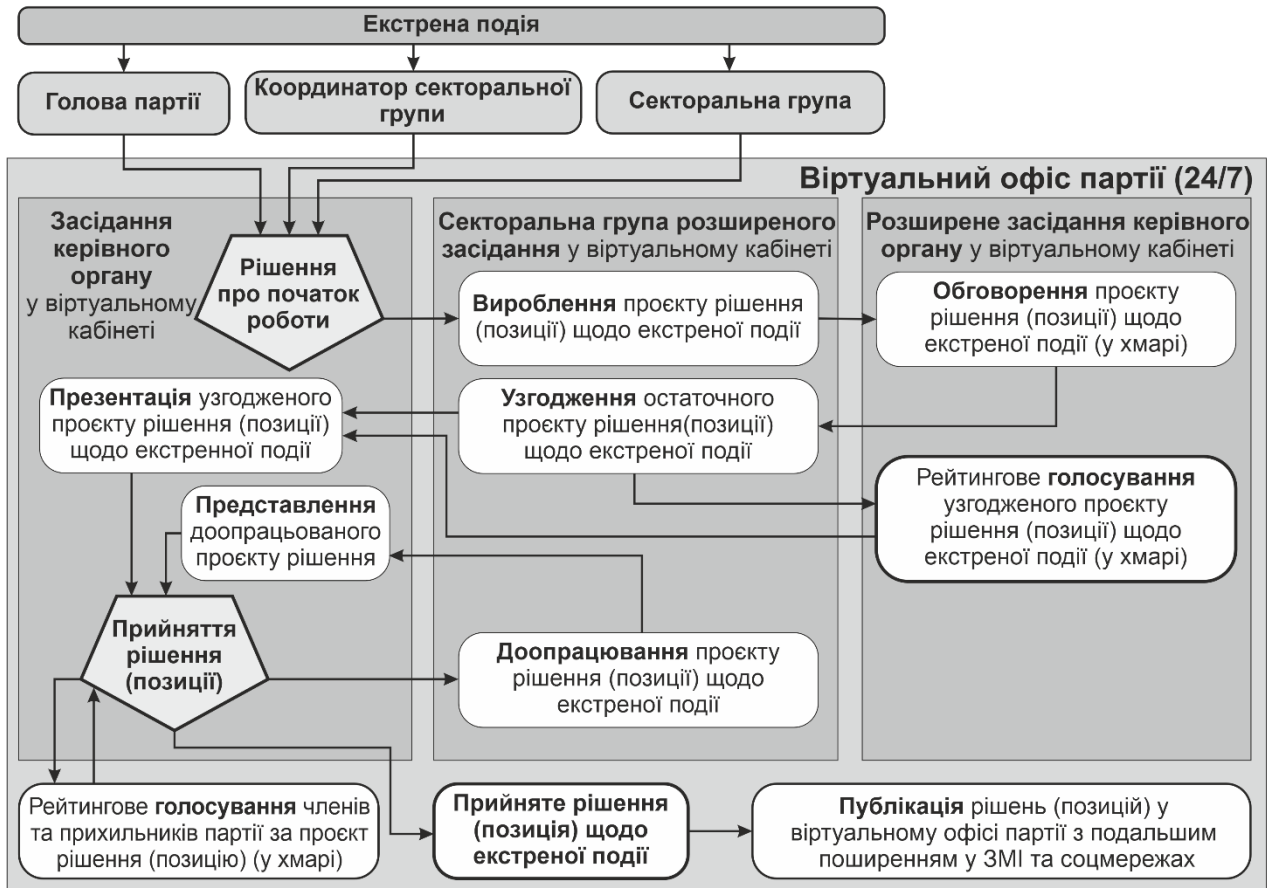 Екстрена подія
Голова партії
Координатор секторальної
групи
Секторальна група
Віртуальний офіс партії (24/7)
Засідання
керівного
органу
у віртуальному
кабінеті
Рішення
про початок
роботи
Секторальна група розширеного
засідання у віртуальному кабінеті
Розширене засідання керівного
органу у віртуальному кабінеті
Вироблення проєкту рішення
(позиції) щодо екстреної події
Обговорення проєкту
рішення (позиції) щодо
екстреної події (у хмарі)
Презентація узгодженого
проєкту рішення (позиції)
щодо екстренної події
Узгодження остаточного
проєкту рішення(позиції)
щодо екстреної події
Рейтингове голосування
узгодженого проєкту
рішення (позиції) щодо
екстреної події (у хмарі)
Представлення
доопрацьованого
проєкту рішення
Прийняття
рішення
(позиції)
Доопрацювання проєкту
рішення (позиції) щодо
екстреної події
Рейтингове голосування членів
та прихильників партії за проєкт
рішення (позицію) (у хмарі)
Прийняте рішення
(позиція) щодо
екстреної події
Публікація рішень (позицій) у
віртуальному офісі партії з подальшим
поширенням у ЗМІ та соцмережах